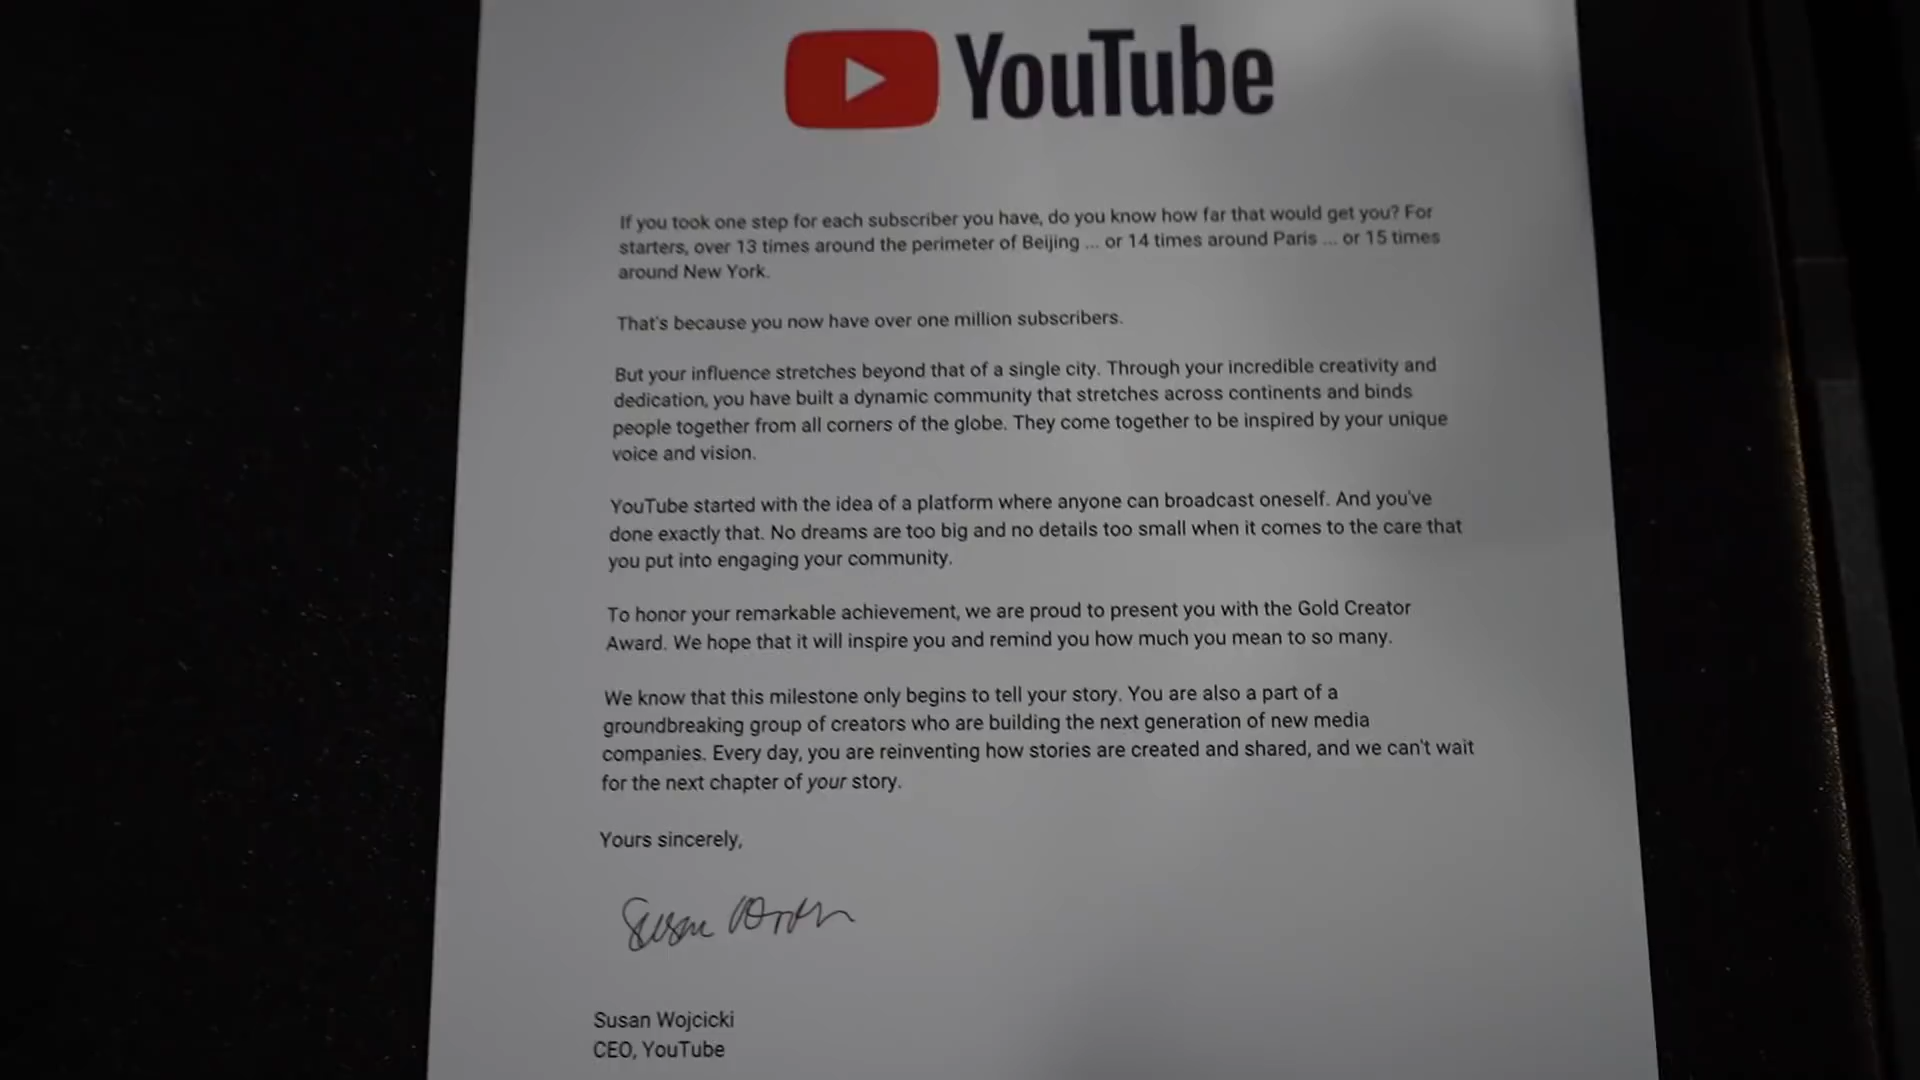 YouTube
If you took one step for each subscriber you have, do you know how far that would get you? For
starters, over 13 times around the perimeter of Beijing ... or 14 times around Paris ... or 15 times
around New York.
That's because you now have over one million subscribers.
But your influence stretches beyond that of a single city. Through your incredible creativity and
dedication, you have built a dynamic community that stretches across continents and binds
people together from all corners of the globe. They come together to be inspired by your unique
voice and vision.
YouTube started with the idea of a platform where anyone can broadcast oneself. And you've
done exactly that. No dreams are too big and no details too small when it comes to the care that
you put into engaging your community.
To honor your remarkable achievement, we are proud to present you with the Gold Creator
Award. We hope that it will inspire you and remind you how much you mean to so many.
We know that this milestone only begins to tell your story. You are also a part of a
groundbreaking group of creators who are building the next generation of new media
companies. Every day, you are reinventing how stories are created and shared, and we can't wait
for the next chapter of your story.
Yours sincerely,
Susan
Susan Wojcicki
CEO, YouTube